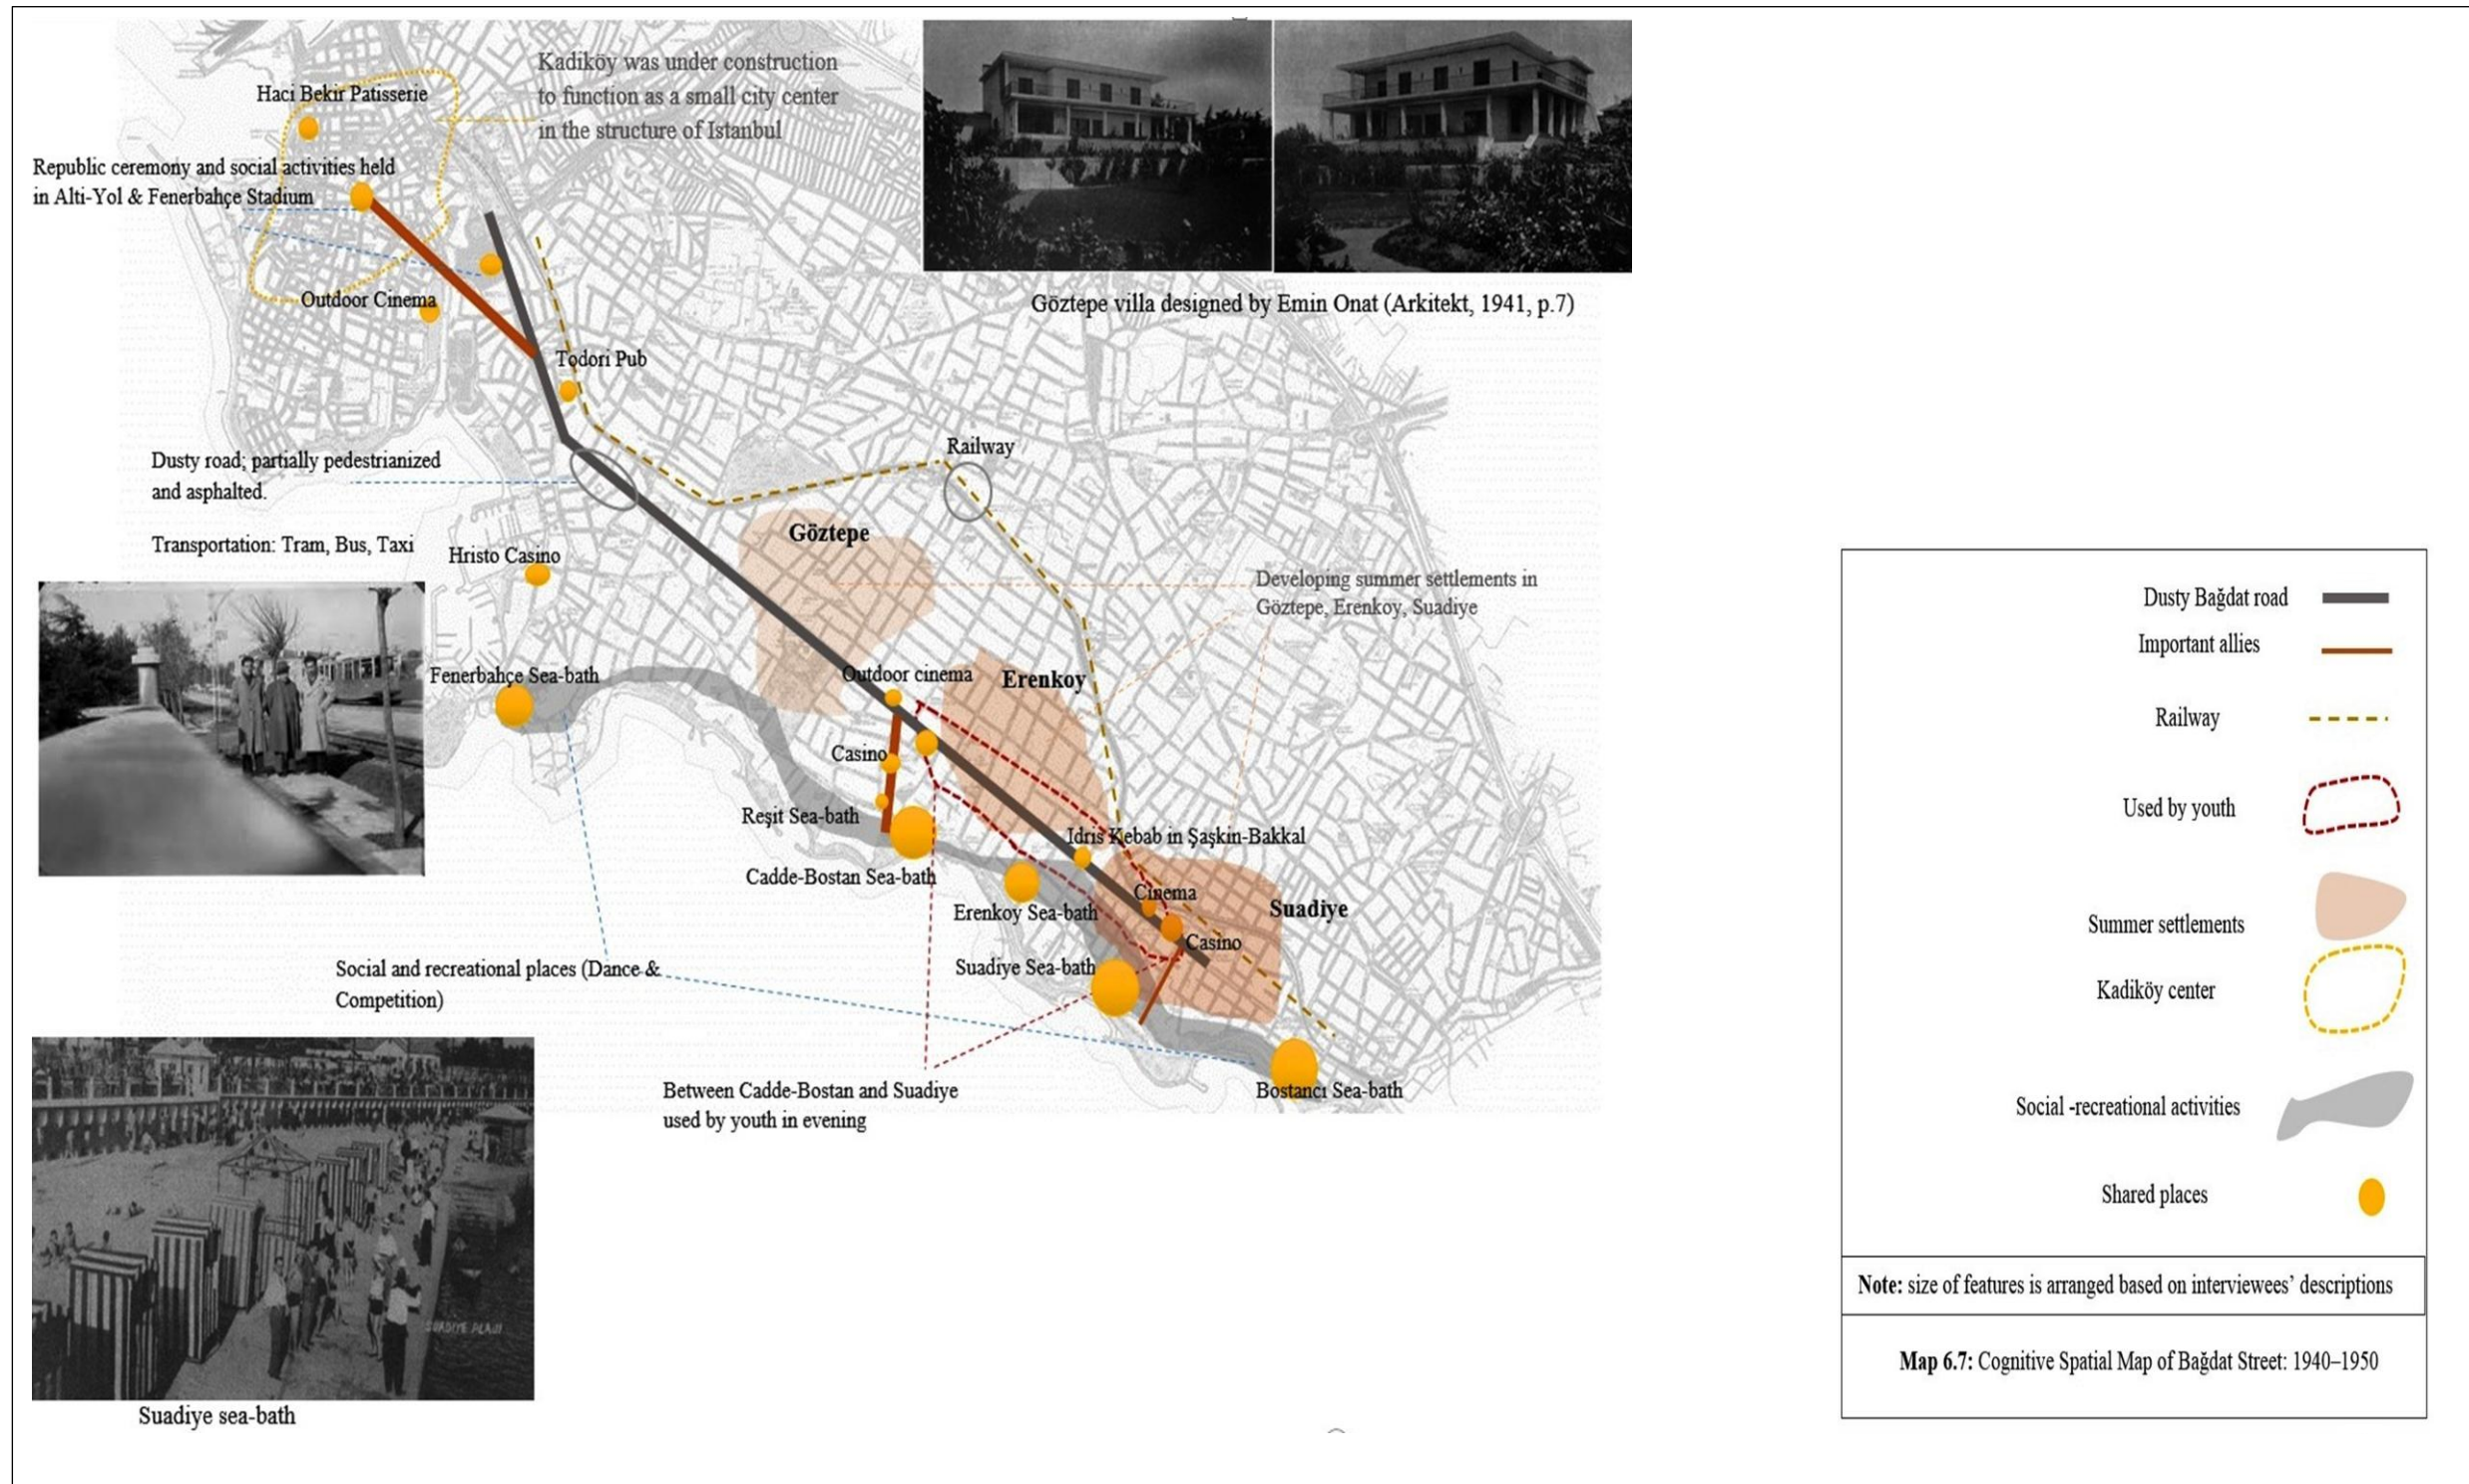 Kadiköy was under construction
to function as a small city center
in the structure of Istanbul
Haci Bekir Patisserie
Republic ceremony and social activities held
in Alti-Yol & Fenerbahçe Stadium
Outdoor Cinema
Göztepe villa designed by Emin Onat (Arkitekt, 1941, p.7)
Todori Pub
Railway
Dusty road; partially pedestrianized
and asphalted.
Transportation: Tram, Bus, Taxi
Göztepe
Hristo Casino
Developing summer settlements in
Göztepe, Erenkoy, Suadiye
Fenerbahçe Sea-bath
Outdoor cinema
Erenkoy
Casino
Reşit Sea-bath
Idris Kebab in Şaşkin-Bakkal
Cadde-Bostan Sea-bath
Cinema
Erenkoy Sea-bath
Suadiye
Casino
Suadiye Sea-bath
Social and recreational places (Dance &
Competition)
Between Cadde-Bostan and Suadiye
used by youth in evening
Bostancı Sea-bath
SUADIYE PLAJI
Suadiye sea-bath
Dusty Bağdat road
Important allies
Railway
Used by youth
Summer settlements
Kadiköy center
Social -recreational activities
Shared places
Note: size of features is arranged based on interviewees’ descriptions
Map 6.7: Cognitive Spatial Map of Bağdat Street: 1940–1950